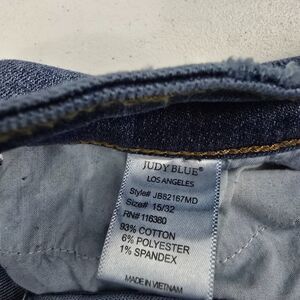 JUDY BLUE®
LOS ANGELES
Style# JB82167MD
Size# 15/32
RN# 116380
93% COTTON
6% POLYESTER
1% SPANDEX
MADE IN VIETNAM